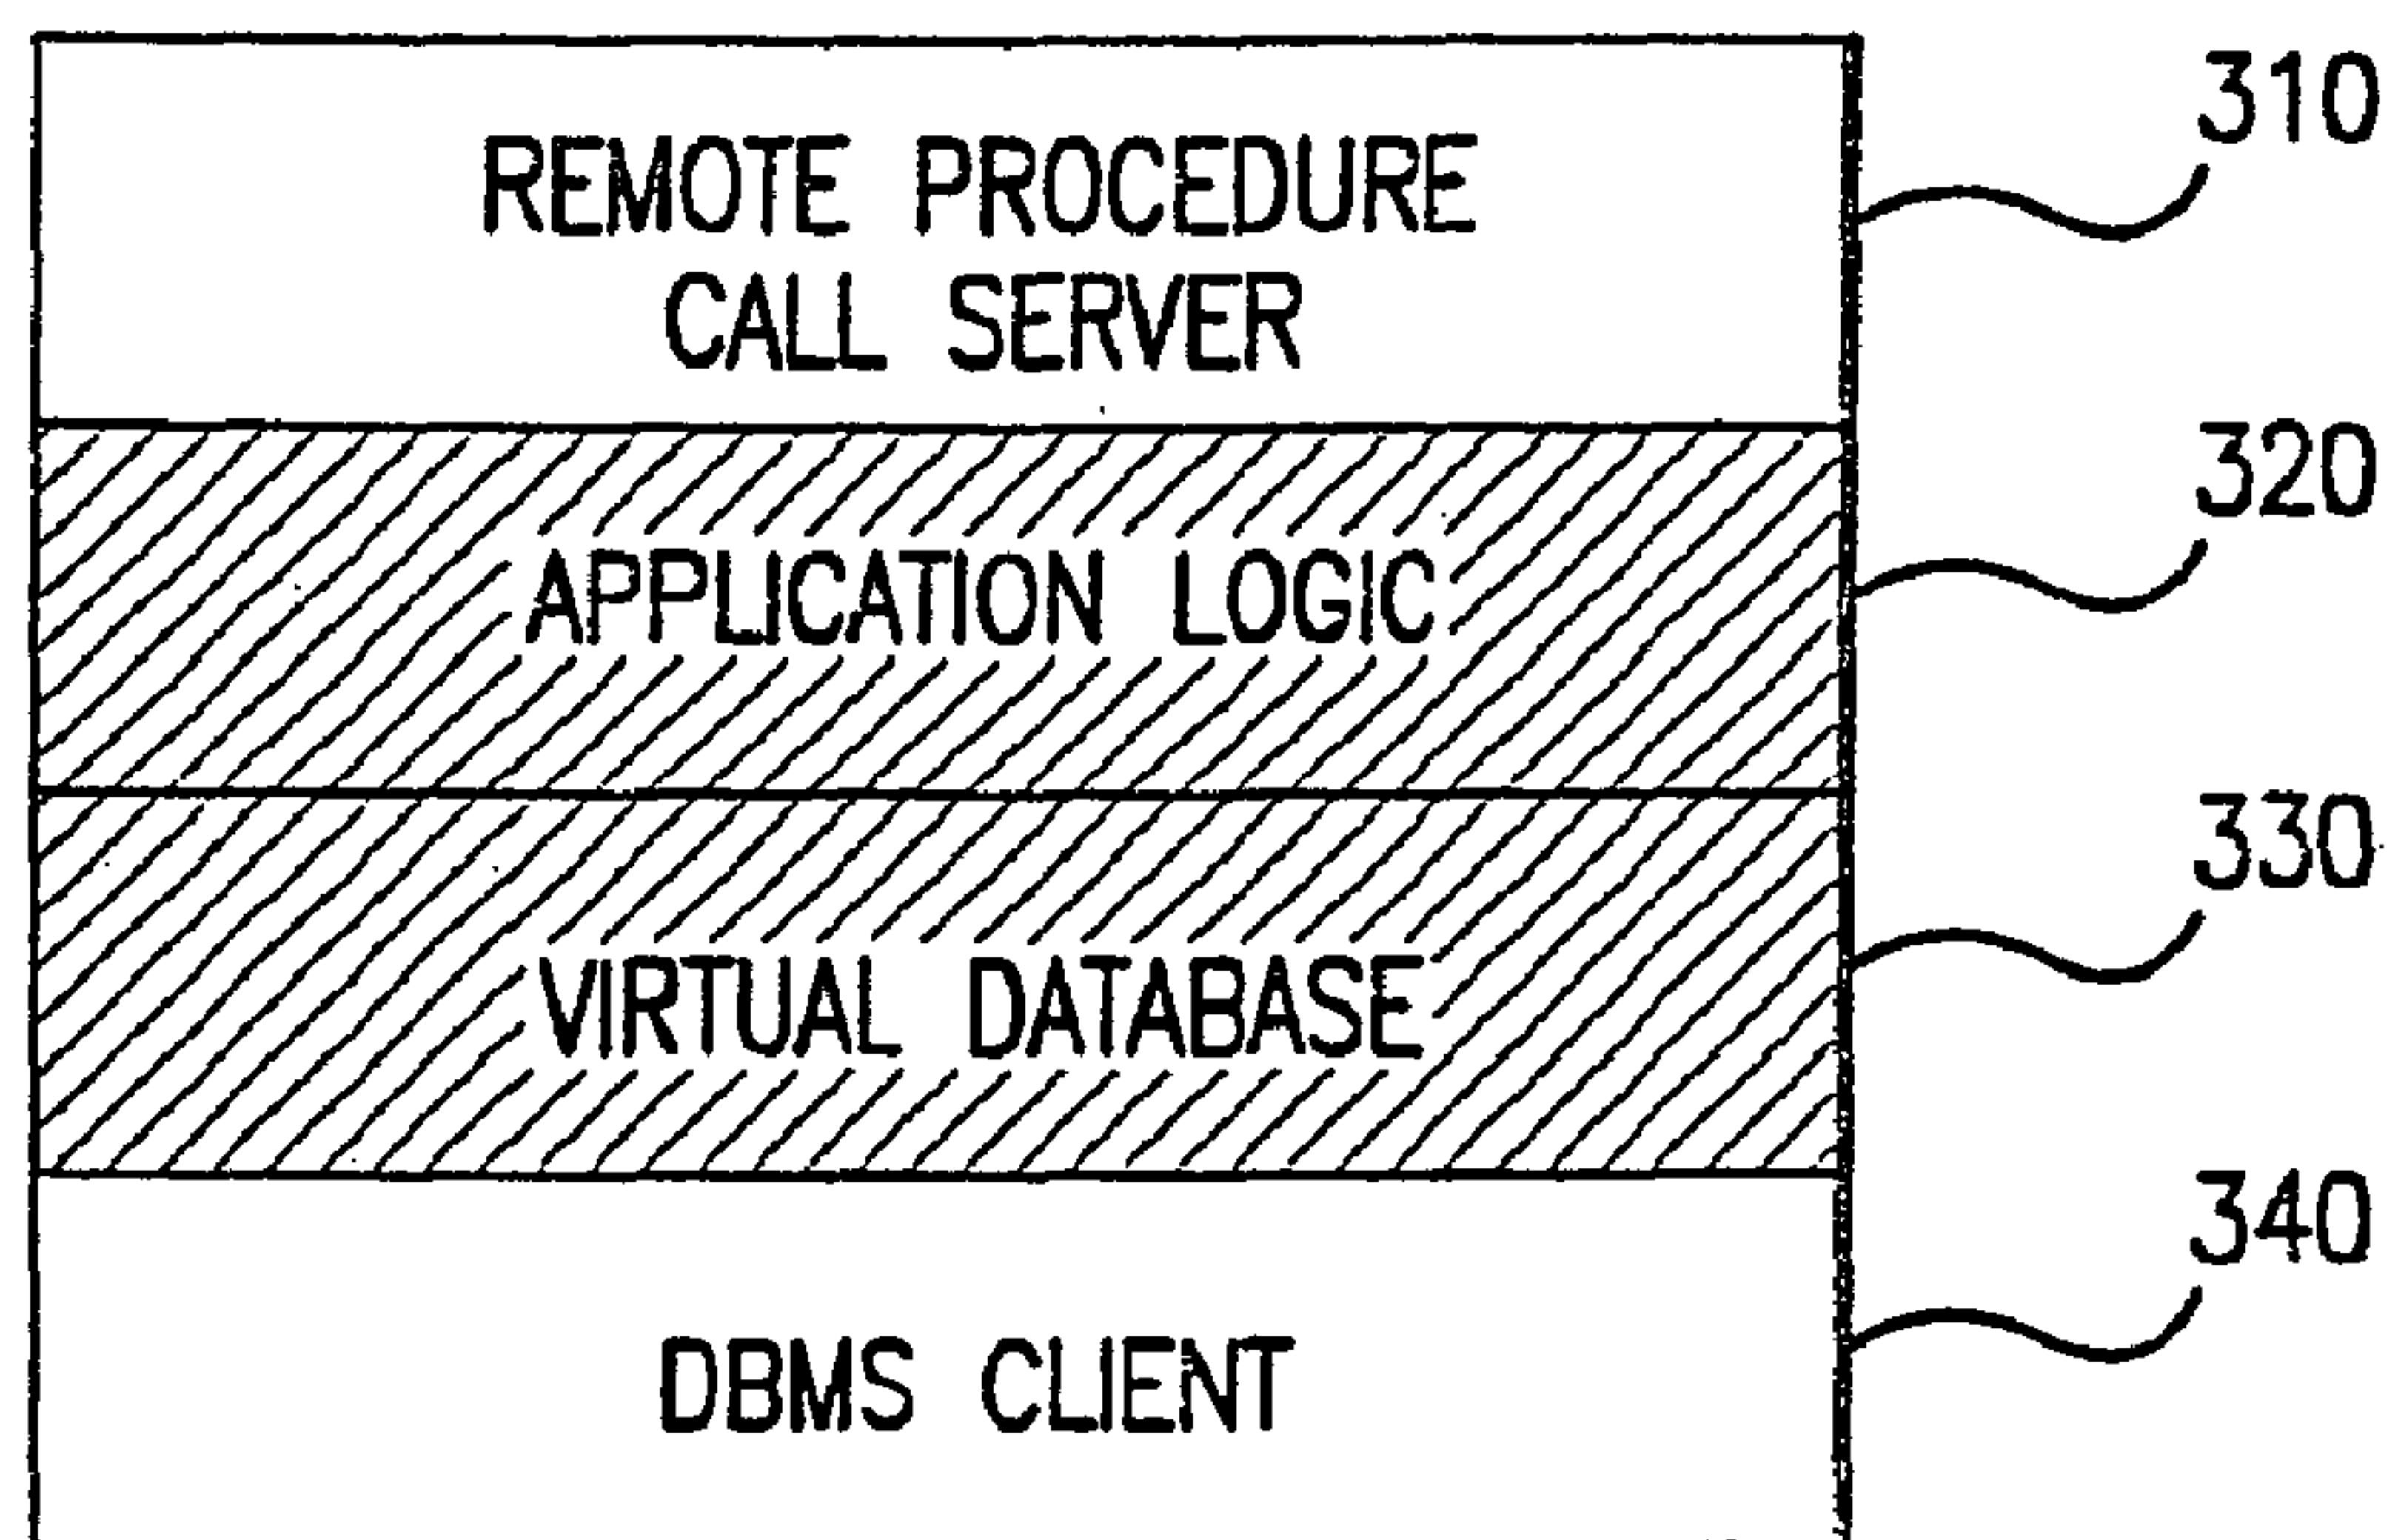 REMOTE PROCEDURE
CALL SERVER
310
APPLICATION LOGIC
320
VIRTUAL DATABASE
330
DBMS CLIENT
340